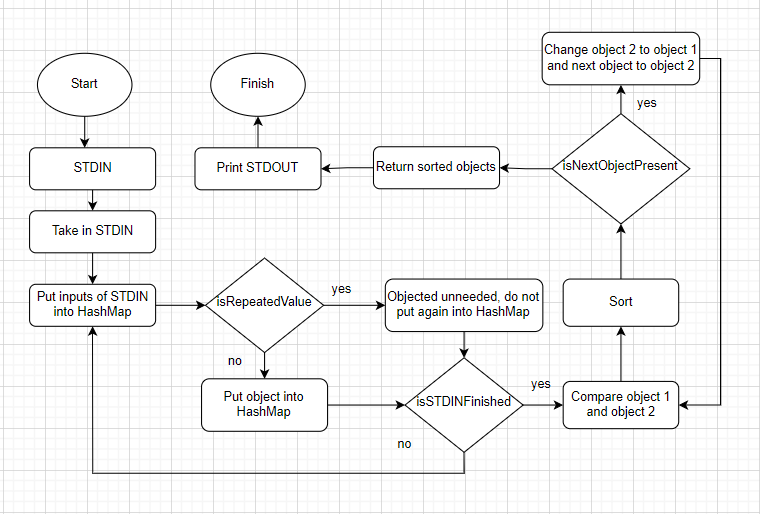 Start
Finish
Change object 2 to object 1
and next object to object 2
yes
STDIN
Print STDOUT
Return sorted objects
isNextObjectPresent
Take in STDIN
Put inputs of STDIN
into HashMap
isRepeatedValue
yes
Objected unneeded, do not
put again into HashMap
Sort
no
Put object into
HashMap
isSTDINFinished
yes
Compare object 1
and object 2
no